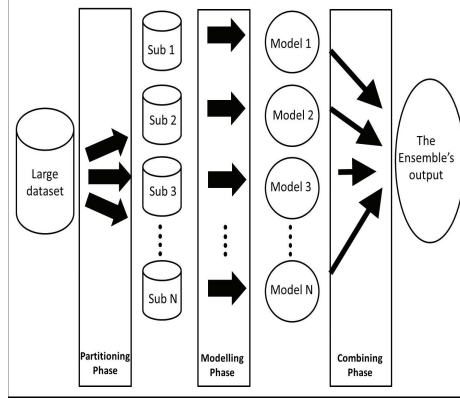 Large
dataset
Sub 1
Sub 2
Sub 3
Sub N
Model 1
Model 2
Model 3
Model N
The
Ensemble's
output
Partitioning
Phase
Modelling
Phase
Combining
Phase